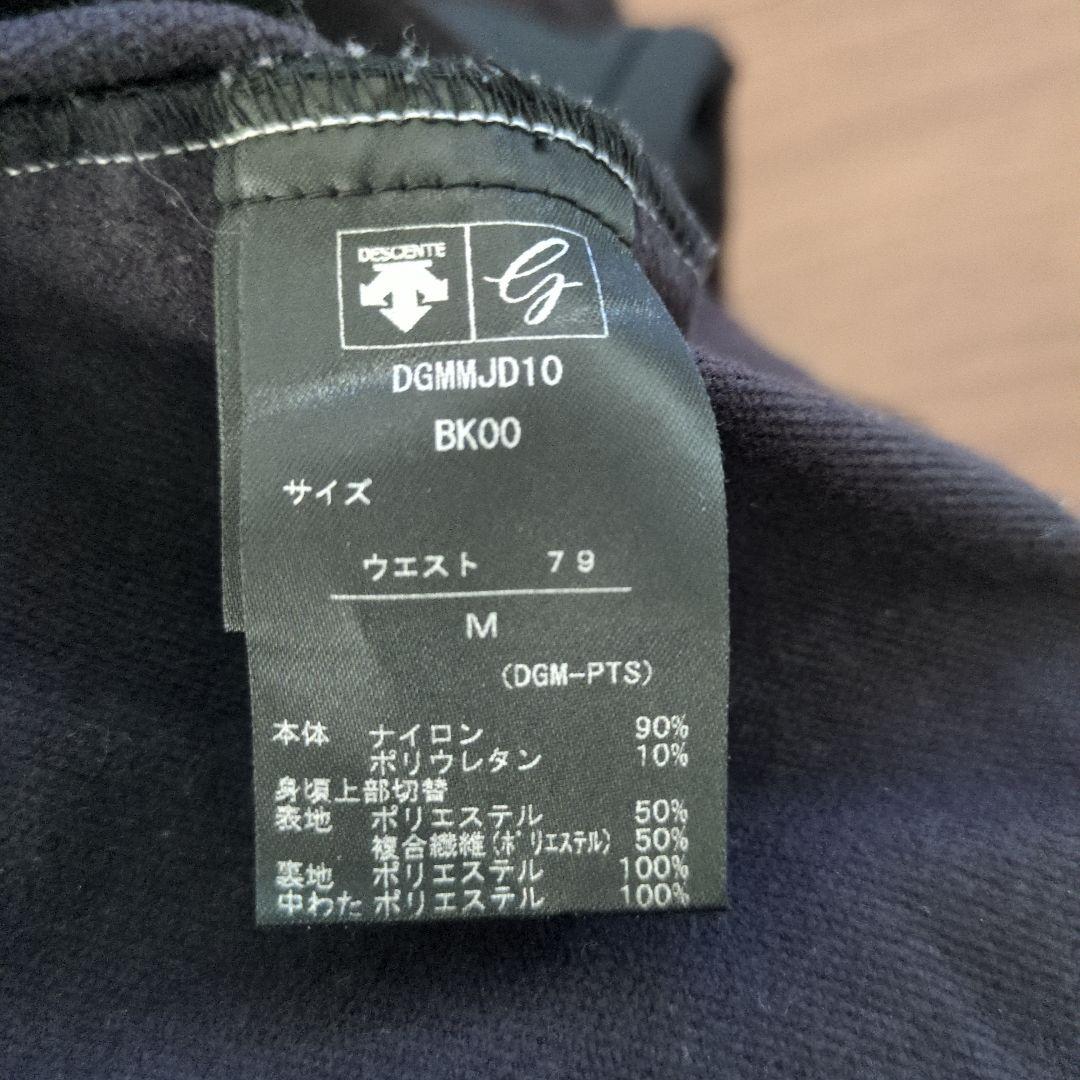 DESCENTE G
DGMMJD10
BK00
サイズ
ウエスト 79
M
(DGM-PTS)
本体 ナイロン 90%
ポリウレタン 10%
身頃上部切替
表地 ポリエステル 50%
複合繊維(ポリエステル) 50%
裏地 ポリエステル 100%
中わた ポリエステル 100%